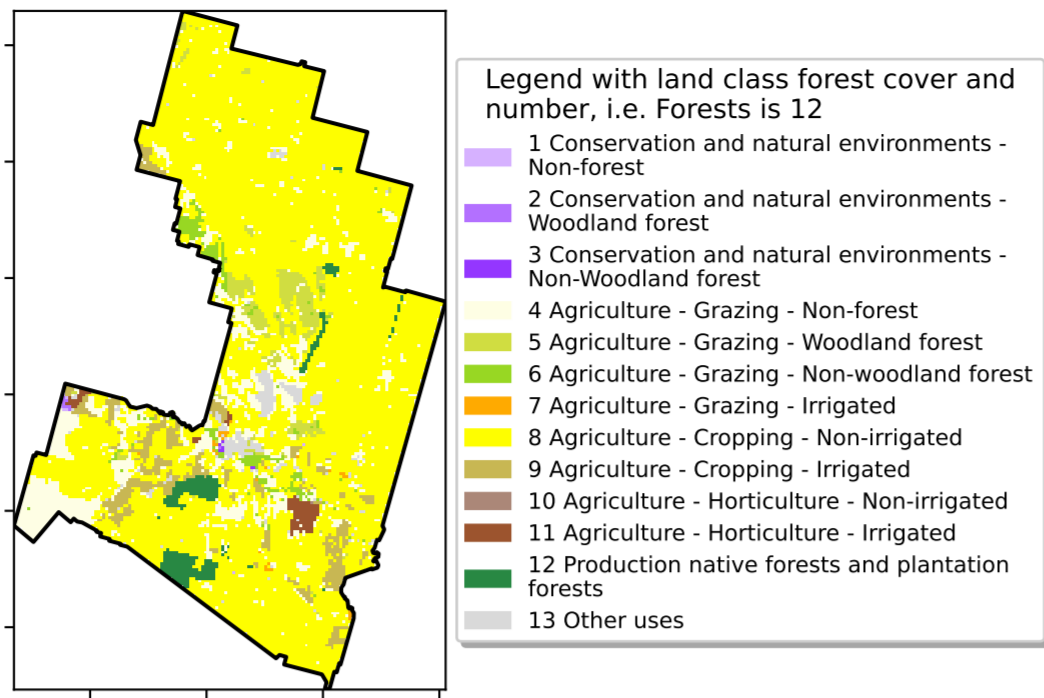 Legend with land class forest cover and
number, i.e. Forests is 12
1 Conservation and natural environments -
Non-forest
2 Conservation and natural environments -
Woodland forest
3 Conservation and natural environments -
Non-Woodland forest
4 Agriculture - Grazing - Non-forest
5 Agriculture - Grazing - Woodland forest
6 Agriculture - Grazing - Non-woodland forest
7 Agriculture - Grazing - Irrigated
8 Agriculture - Cropping - Non-irrigated
9 Agriculture - Cropping - Irrigated
10 Agriculture - Horticulture - Non-irrigated
11 Agriculture - Horticulture - Irrigated
12 Production native forests and plantation
forests
13 Other uses